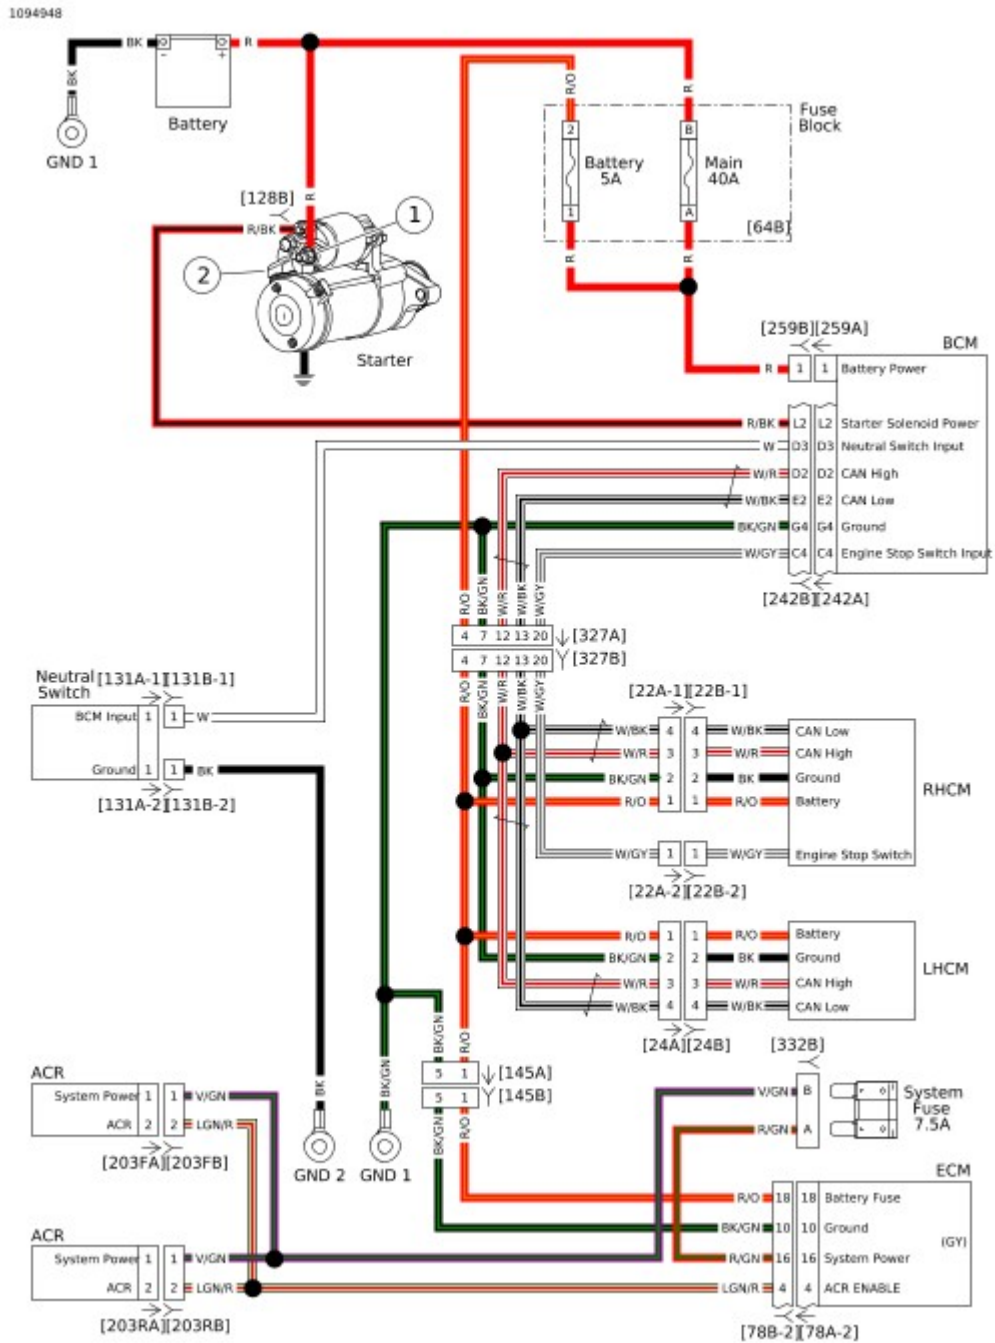 1094948
BK
R
BK
R/O
R
Battery
GND 1
Fuse
Block
2
B
Battery
5A
Main
40A
1
A
[64B]
[128B]
R
R/BK
1
2
R
R
Starter
[259B][259A]
BCM
R
1
1
Battery Power
R/BK
L2
L2
Starter Solenoid Power
W
D3
D3
Neutral Switch Input
W/R
D2
D2
CAN High
W/BK
E2
E2
CAN Low
BK/GN
G4
G4
Ground
W/GY
C4
C4
Engine Stop Switch Input
[242B][242A]
R/O
BK/GN
W/R
W/BK
W/GY
4 7 12 13 20
[327A]
4 7 12 13 20
[327B]
R/O
BK/GN
W/R
W/BK
W/GY
Neutral
Switch
[131A-1][131B-1]
BCM Input
1
1
W
Ground
1
1
BK
[131A-2][131B-2]
[22A-1][22B-1]
W/BK
4
4
W/BK
CAN Low
W/R
3
3
W/R
CAN High
BK/GN
2
2
BK
Ground
R/O
1
1
R/O
Battery
RHCM
W/GY
1
1
W/GY
Engine Stop Switch
[22A-2][22B-2]
R/O
1
1
R/O
Battery
BK/GN
2
2
BK
Ground
LHCM
W/R
3
3
W/R
CAN High
W/BK
4
4
W/BK
CAN Low
[24A][24B]
[332B]
BK/GN
R/O
5 1
[145A]
5 1
[145B]
BK/GN
R/O
ACR
System Power
1
1
V/GN
ACR
2
2
LGN/R
[203FA][203FB]
BK
GND 2
BK/GN
GND 1
V/GN
B
R/GN
A
System
Fuse
7.5A
ECM
R/O
18
18
Battery Fuse
BK/GN
10
10
Ground
(GY)
R/GN
16
16
System Power
LGN/R
4
4
ACR ENABLE
[78B-2][78A-2]
ACR
System Power
1
1
V/GN
ACR
2
2
LGN/R
[203RA][203RB]